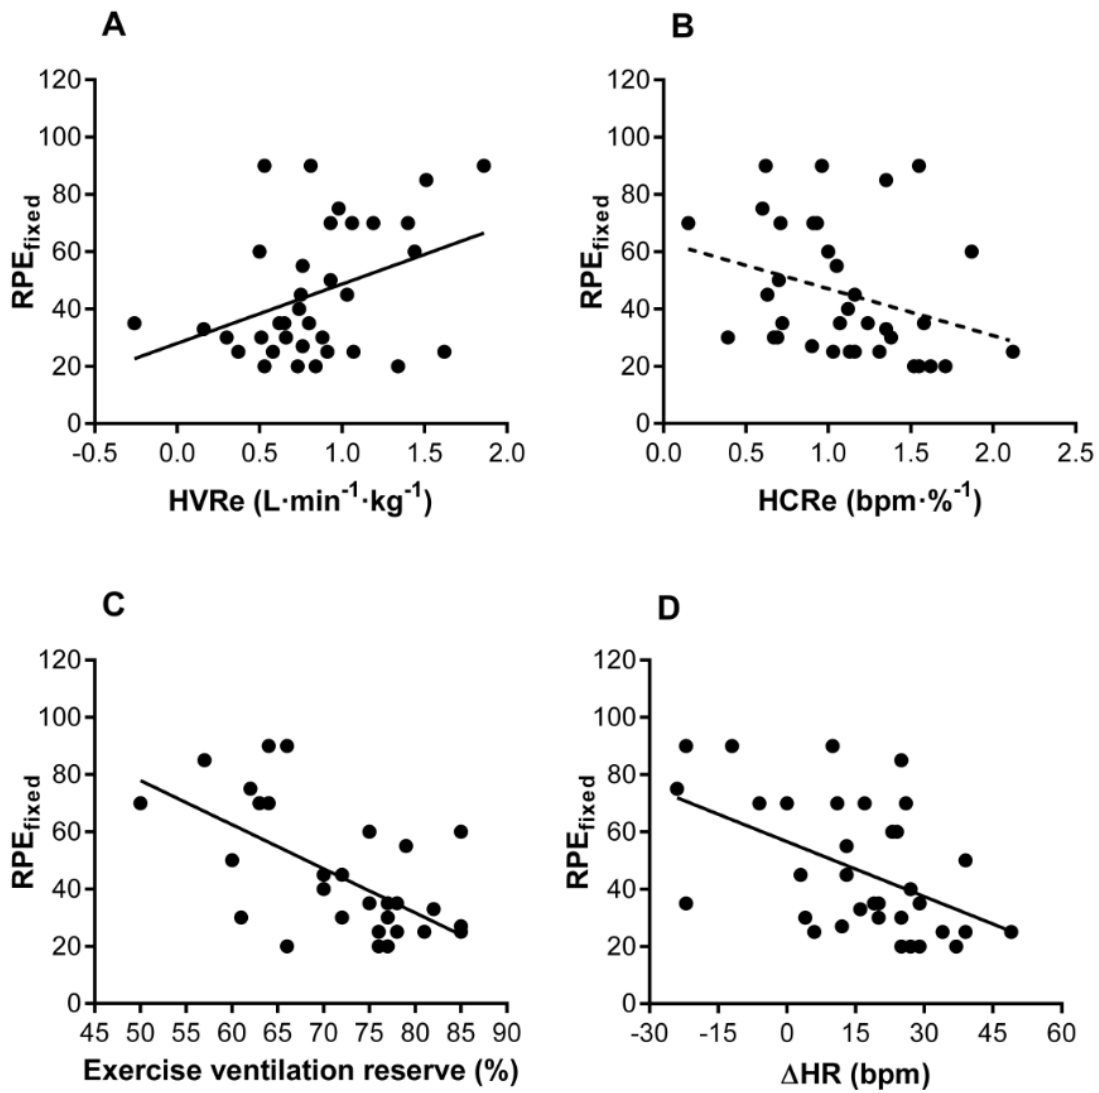 A
120
100
80
60
40
20
0
RPEfixed
-0.5 0.0 0.5 1.0 1.5 2.0
HVRe (L·min-1·kg-1)
B
120
100
80
60
40
20
0
RPEfixed
0.0 0.5 1.0 1.5 2.0 2.5
HCRe (bpm·%-1)
C
120
100
80
60
40
20
0
RPEfixed
45 50 55 60 65 70 75 80 85 90
Exercise ventilation reserve (%)
D
120
100
80
60
40
20
0
RPEfixed
-30 -15 0 15 30 45 60
ΔHR (bpm)